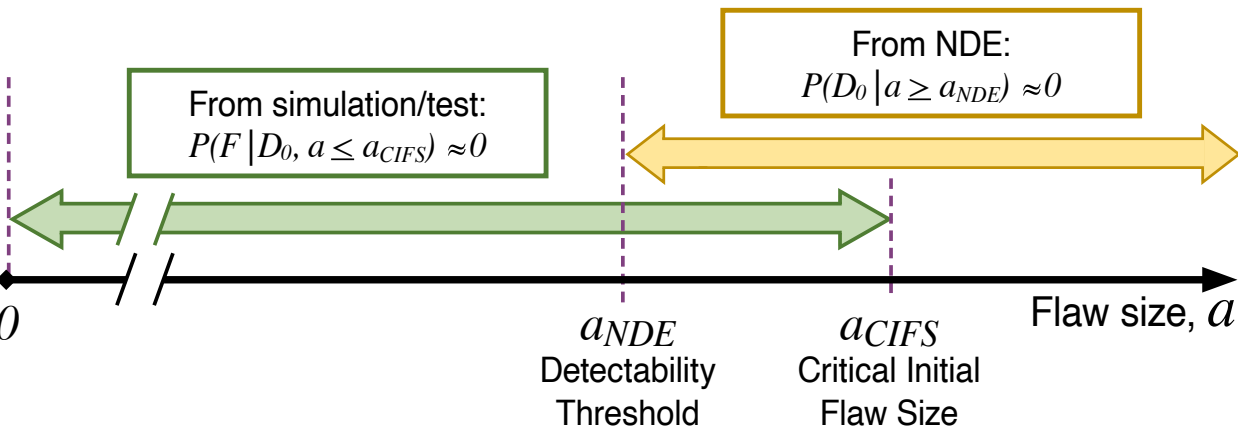 From simulation/test:
P(F | D₀, a ≤ a_CIFS) ≈0
From NDE:
P(D₀ | a ≥ a_NDE) ≈0
0
a_NDE
Detectability
Threshold
a_CIFS
Critical Initial
Flaw Size
Flaw size, a